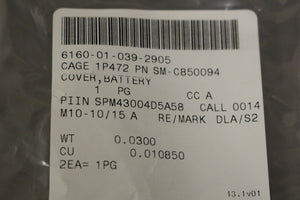 6160-01-039-2905
CAGE 1P472 PN SM-C850094
COVER,BATTERY
1 PG CC A
PIIN SPM43004D5A58 CALL 0014
M10-10/15 A RE/MARK DLA/S2
WT 0.0300
CU 0.010850
2EA= 1PG
13.1v01